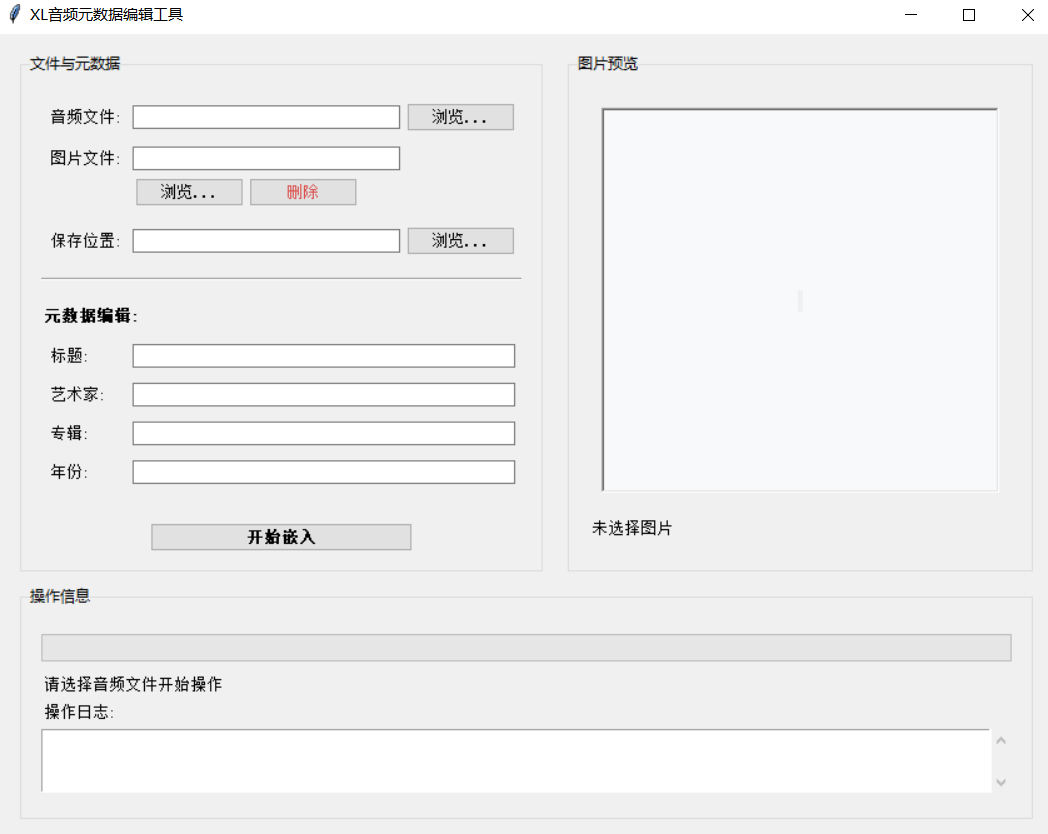 XL音频元数据编辑工具
文件与元数据
音频文件:
浏览...
图片文件:
浏览...
删除
保存位置:
浏览...
元数据编辑:
标题:
艺术家:
专辑:
年份:
开始嵌入
图片预览
未选择图片
操作信息
请选择音频文件开始操作
操作日志: